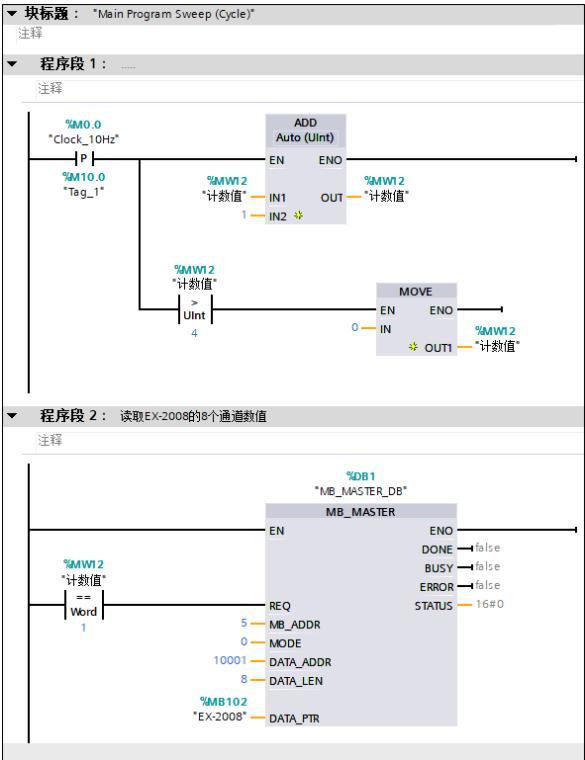 块标题： "Main Program Sweep (Cycle)"
注释
程序段 1： .....
注释
%M0.0
"Clock_10Hz"
P
%M10.0
"Tag_1"
ADD
Auto (UInt)
EN ENO
%MW12
"计数值" IN1
1 IN2
OUT
%MW12
"计数值"
%MW12
"计数值"
>
UInt
4
MOVE
EN ENO
0 IN
OUT1
%MW12
"计数值"
程序段 2： 读取EX-2008的8个通道数值
注释
%DB1
"MB_MASTER_DB"
MB_MASTER
EN ENO
DONE false
BUSY false
ERROR false
STATUS 16#0
%MW12
"计数值"
==
Word
1
REQ
5 MB_ADDR
0 MODE
10001 DATA_ADDR
8 DATA_LEN
%MB102
"EX-2008" DATA_PTR